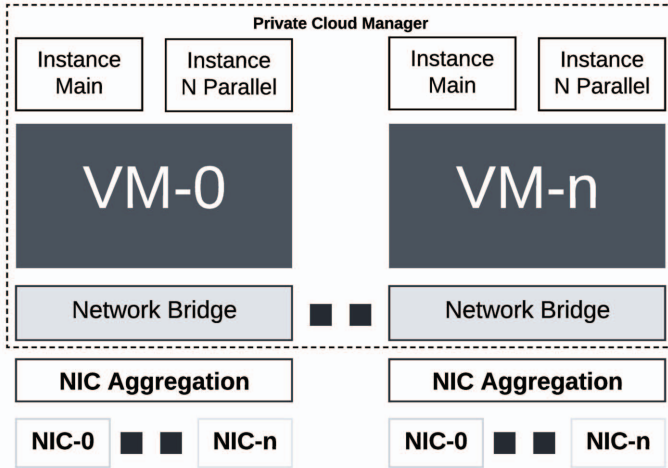 Private Cloud Manager
Instance
Main
Instance
N Parallel
Instance
Main
Instance
N Parallel
VM-0
VM-n
Network Bridge
Network Bridge
NIC Aggregation
NIC Aggregation
NIC-0
NIC-n
NIC-0
NIC-n